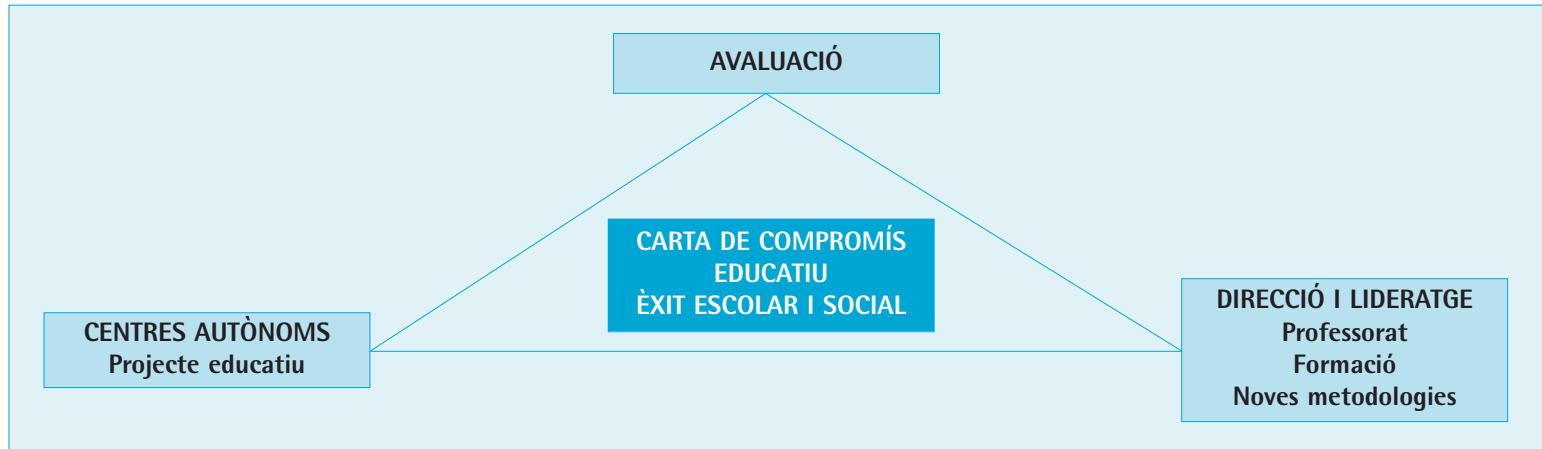 AVALUACIÓ
CARTA DE COMPROMÍS
EDUCATIU
ÈXIT ESCOLAR I SOCIAL
CENTRES AUTÒNOMS
Projecte educatiu
DIRECCIÓ I LIDERATGE
Professorat
Formació
Noves metodologies